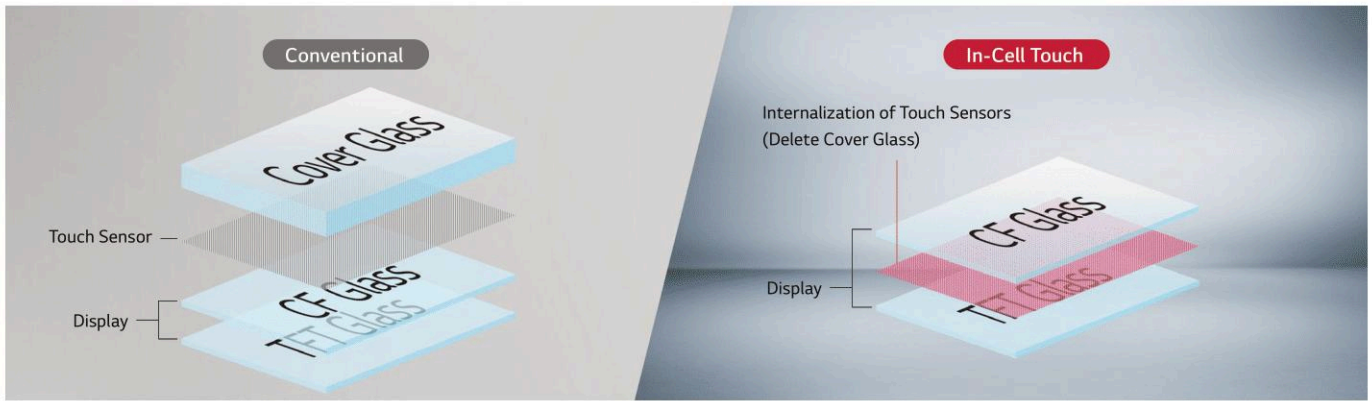 Conventional
Cover Glass
Touch Sensor
CF Glass
Display
TFT Glass
In-Cell Touch
Internalization of Touch Sensors
(Delete Cover Glass)
CF Glass
Display
TFT Glass